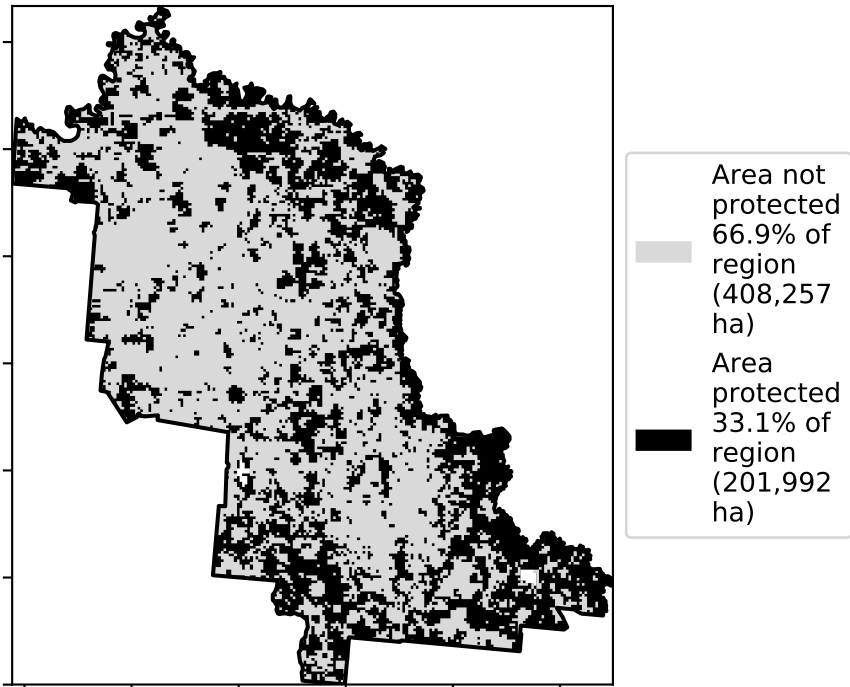 Area not
protected
66.9% of
region
(408,257
ha)
Area
protected
33.1% of
region
(201,992
ha)